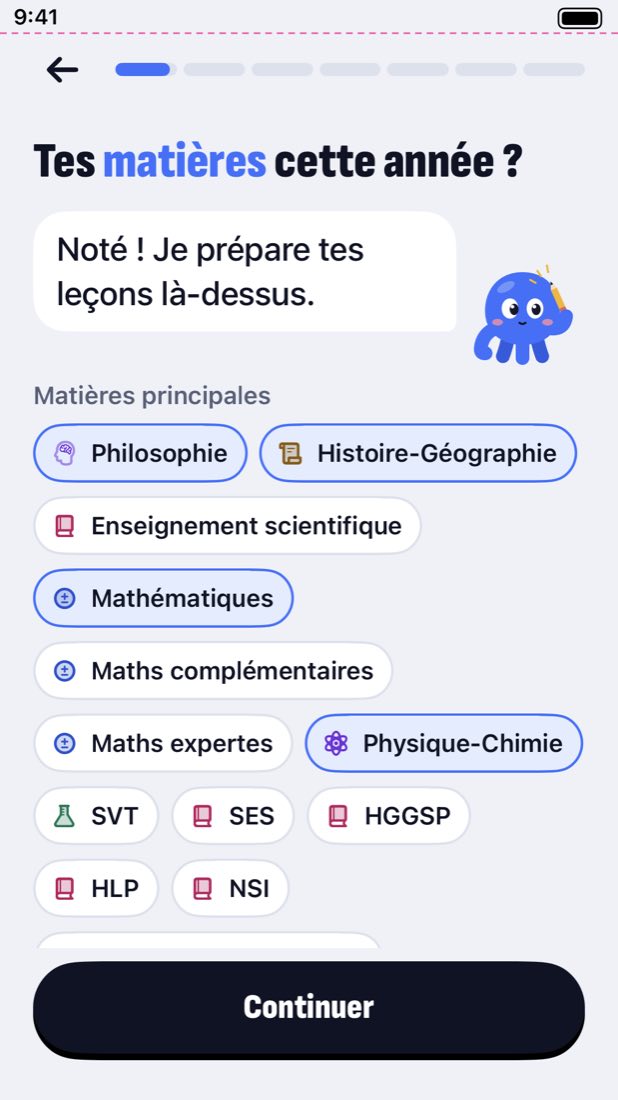 9:41
Tes matières cette année ?
Noté ! Je prépare tes
leçons là-dessus.
Matières principales
Philosophie
Histoire-Géographie
Enseignement scientifique
Mathématiques
Maths complémentaires
Maths expertes
Physique-Chimie
SVT
SES
HGGSP
HLP
NSI
Continuer